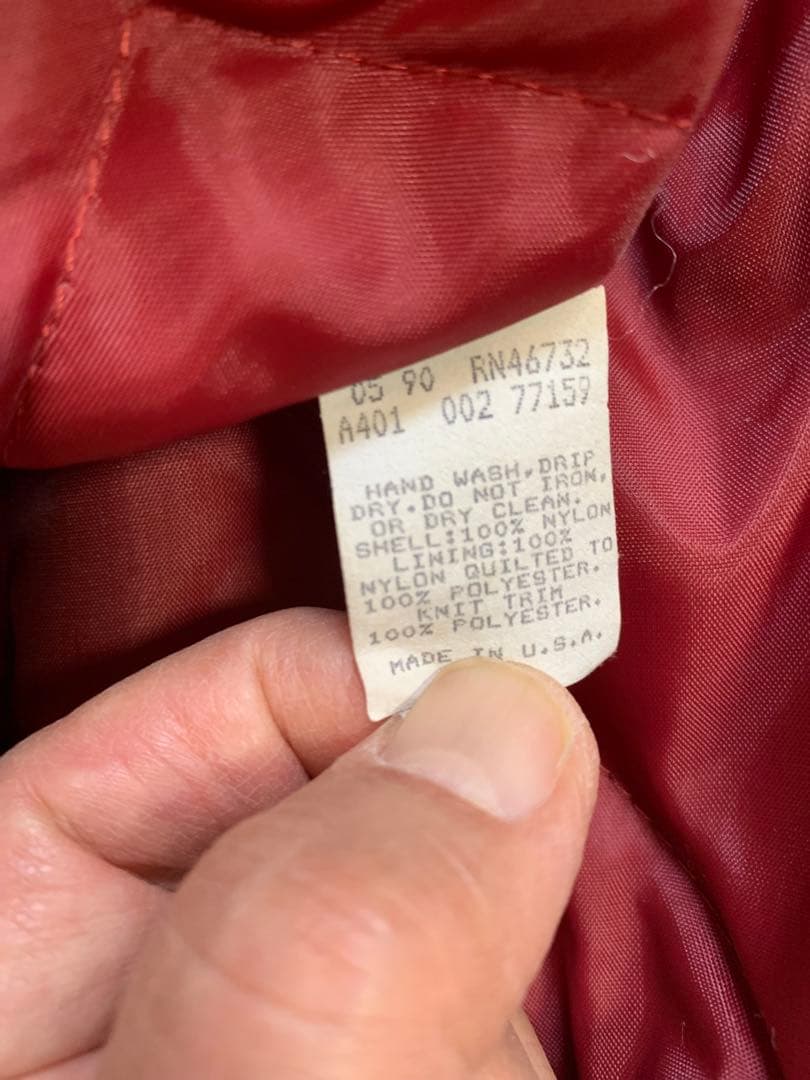 05 90 RN46732
A401 002 77159
HAND WASH,DRIP
DRY.DO NOT IRON,
OR DRY CLEAN.
SHELL:100% NYLON
LINING:100%
NYLON QUILTED TO
100% POLYESTER.
KNIT TRIM
100% POLYESTER.
MADE IN U.S.A.